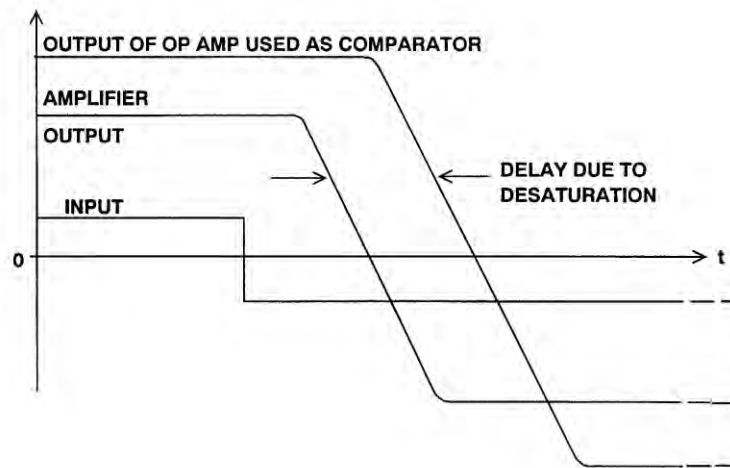 OUTPUT OF OP AMP USED AS COMPARATOR
AMPLIFIER
OUTPUT
DELAY DUE TO
DESATURATION
INPUT
0
t